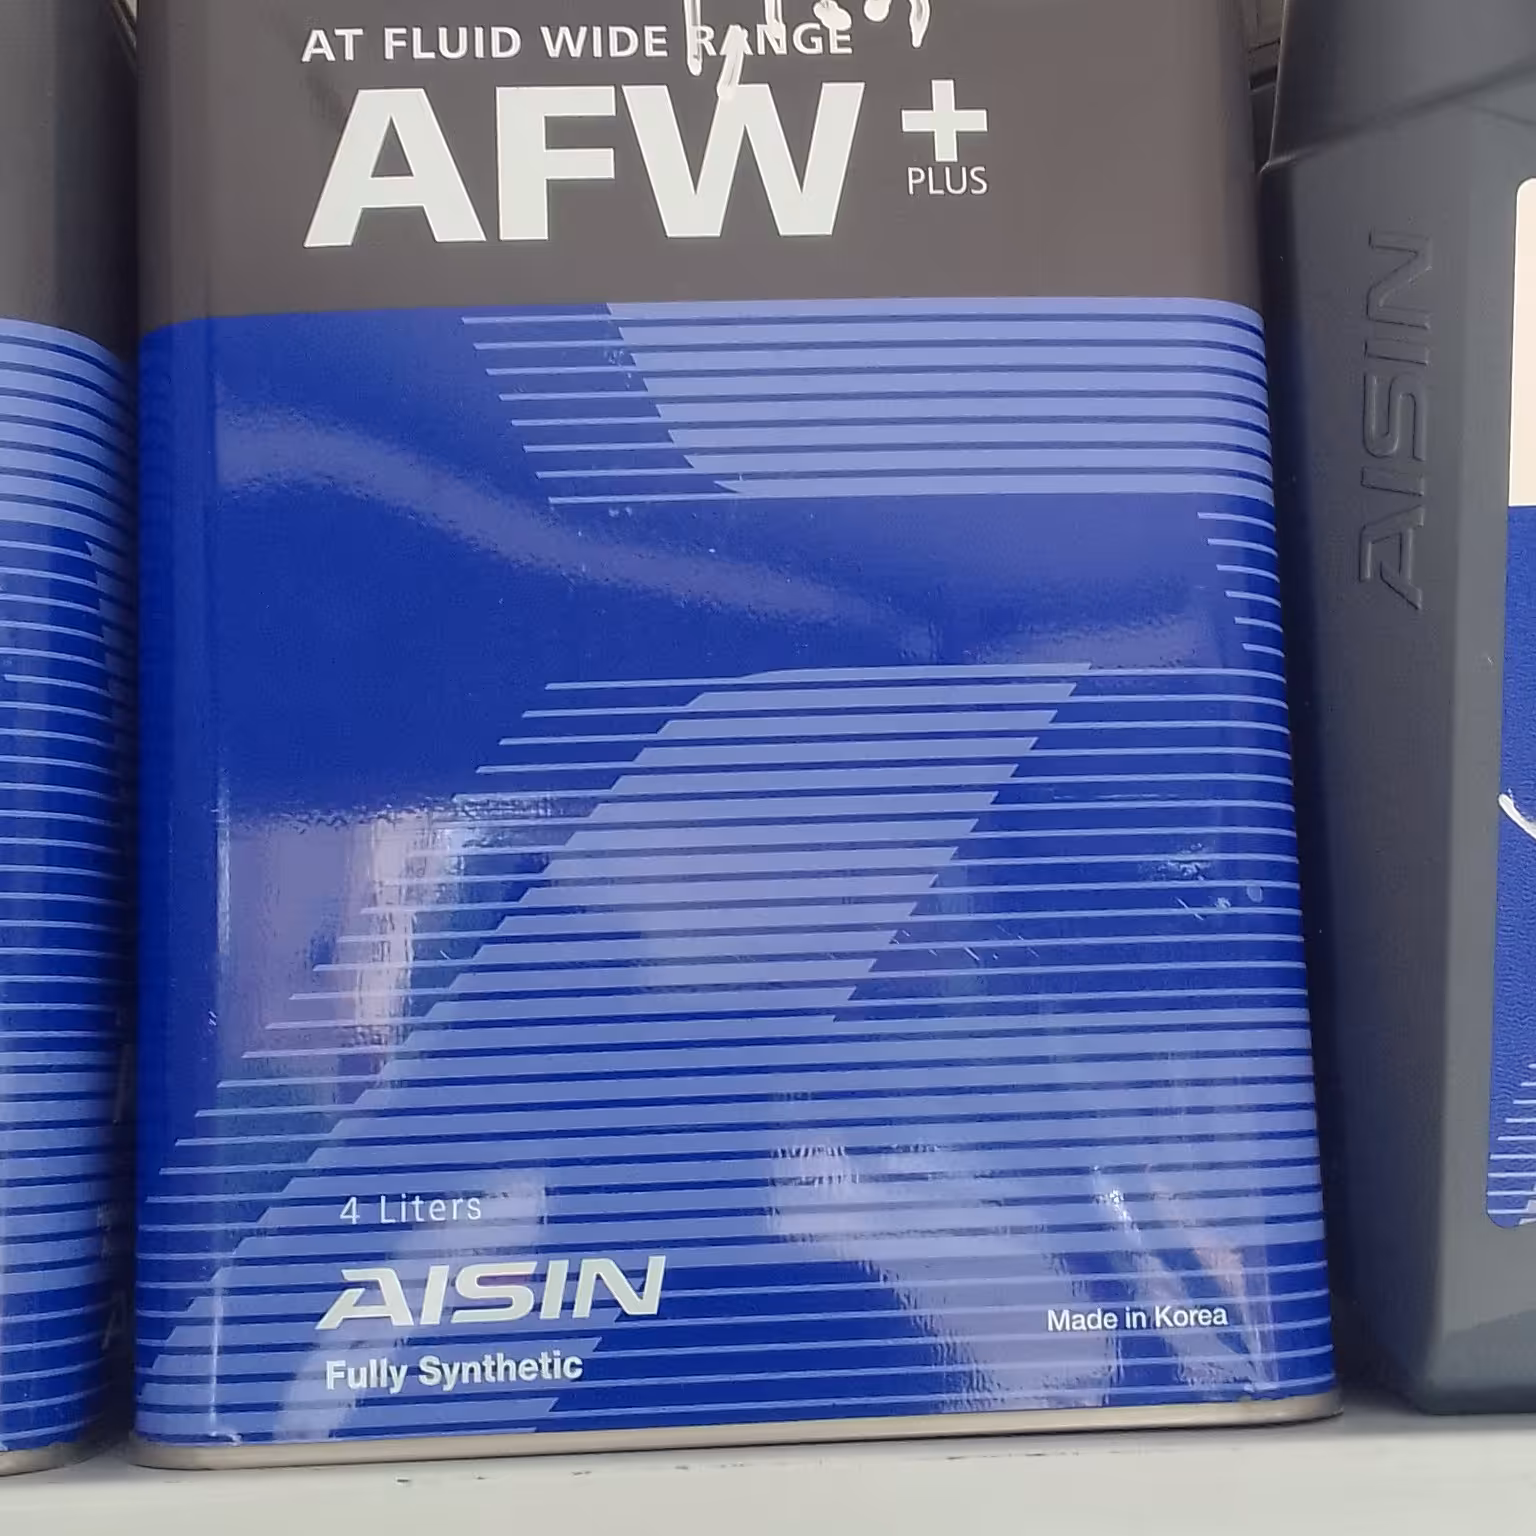 AT FLUID WIDE RANGE
AFW+
PLUS
4 Liters
AISIN
Fully Synthetic
Made in Korea
AISIN